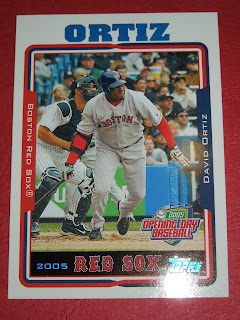 ORTIZ
BOSTON RED SOX®
DAVID ORTIZ
BOSTON
2005
OPENING DAY
BASEBALL
2005 RED SOX Topps